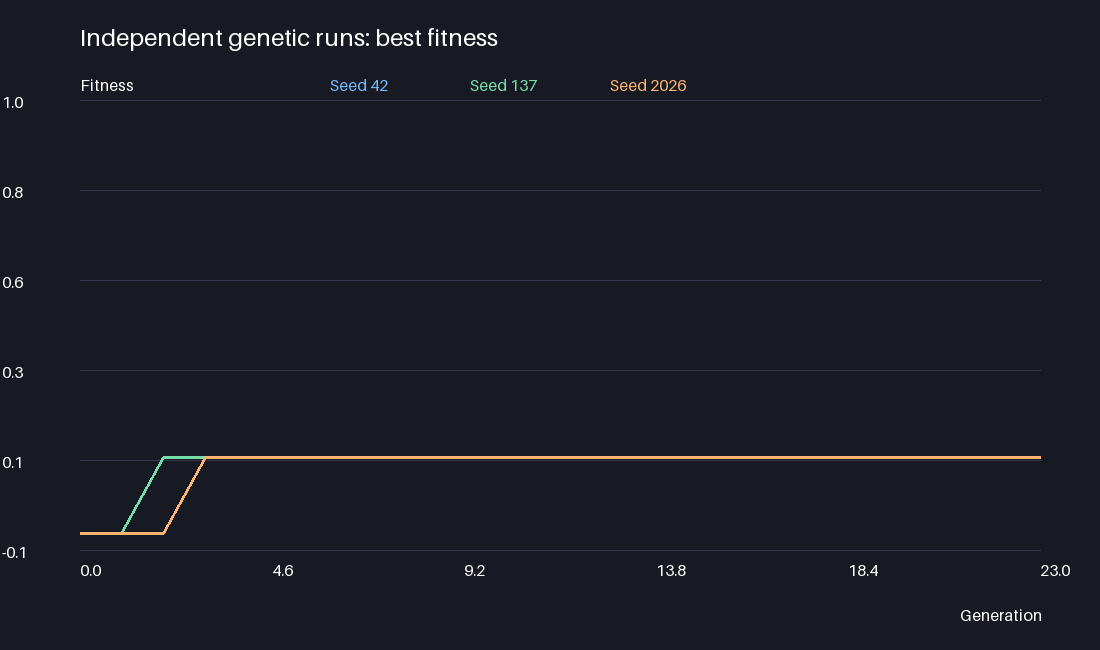 Independent genetic runs: best fitness
Fitness Seed 42 Seed 137 Seed 2026
1.0
0.8
0.6
0.3
0.1
-0.1
0.0 4.6 9.2 13.8 18.4 23.0
Generation